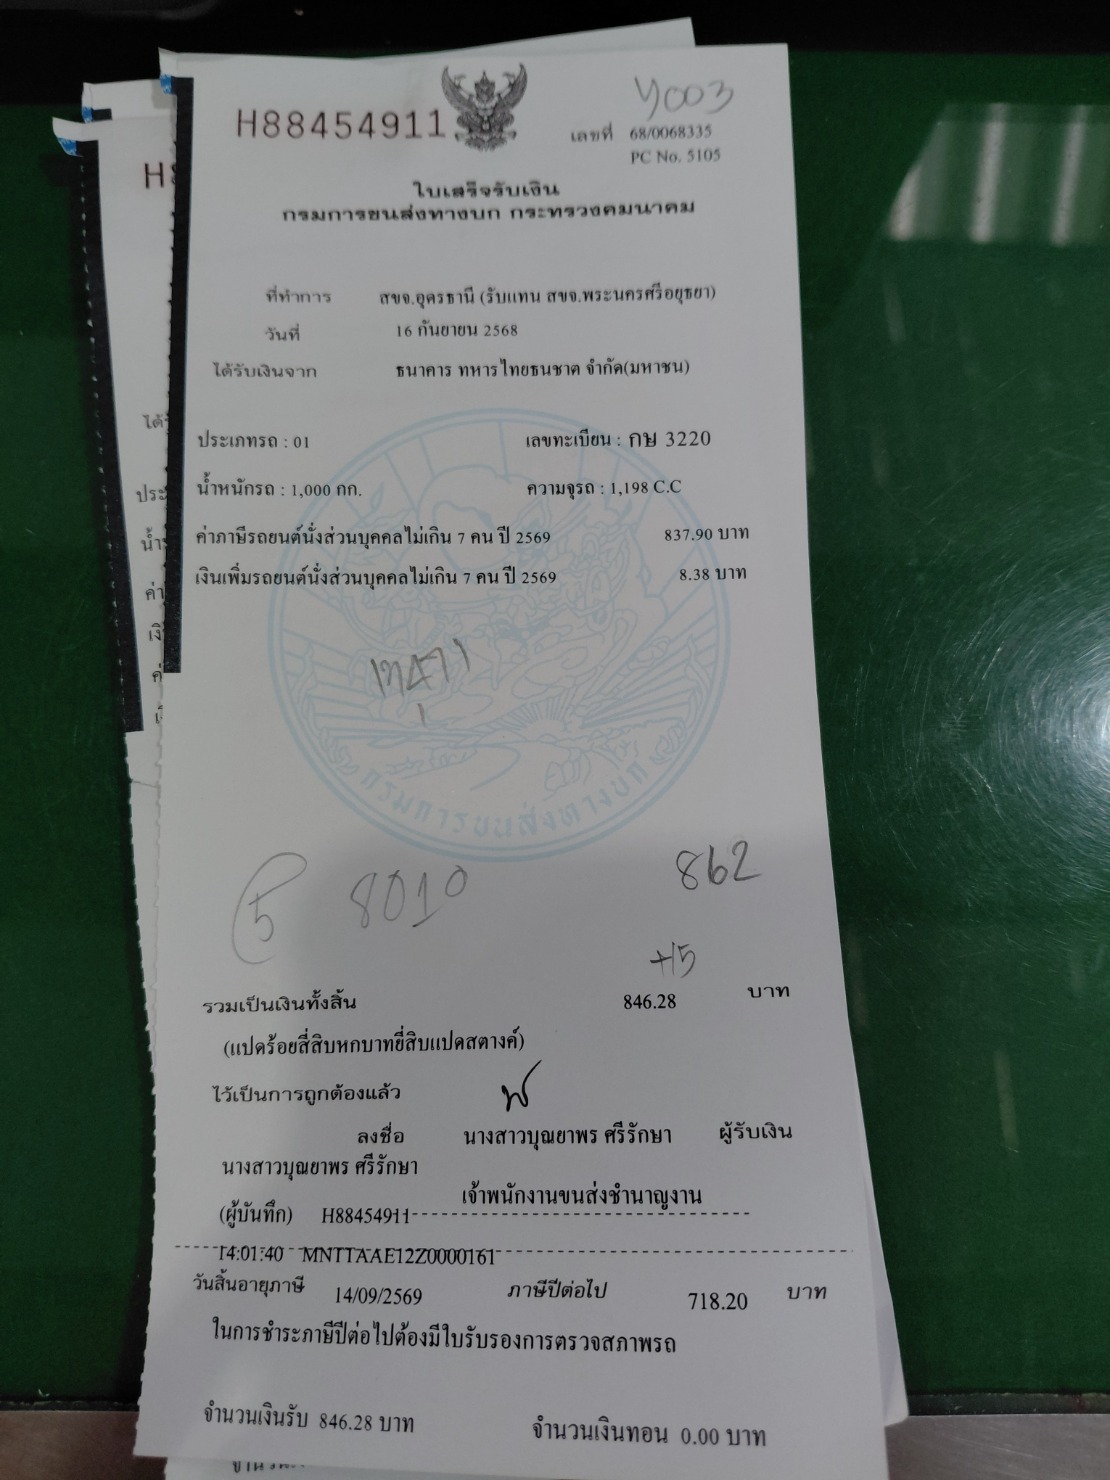 H88454911
y003
เลขที่ 68/0068335
PC No. 5105
ใบเสร็จรับเงิน
กรมการขนส่งทางบก กระทรวงคมนาคม
ที่ทำการ สขจ.อุดรธานี (รับแทน สขจ.พระนครศรีอยุธยา)
วันที่ 16 กันยายน 2568
ได้รับเงินจาก ธนาคาร ทหารไทยธนชาต จำกัด(มหาชน)
ประเภทรถ : 01 เลขทะเบียน : กษ 3220
น้ำหนักรถ : 1,000 กก. ความจุรถ : 1,198 C.C
ค่าภาษีรถยนต์นั่งส่วนบุคคลไม่เกิน 7 คน ปี 2569 837.90 บาท
เงินเพิ่มรถยนต์นั่งส่วนบุคคลไม่เกิน 7 คน ปี 2569 8.38 บาท
กรมการขนส่งทางบก
5 8010 862
+15
รวมเป็นเงินทั้งสิ้น 846.28 บาท
(แปดร้อยสี่สิบหกบาทยี่สิบแปดสตางค์)
ไว้เป็นการถูกต้องแล้ว
ลงชื่อ นางสาวบุณยาพร ศรีรักษา ผู้รับเงิน
นางสาวบุณยาพร ศรีรักษา
เจ้าพนักงานขนส่งชำนาญงาน
(ผู้บันทึก) H88454911
14:01:40 MNTTAAE12Z0000161
วันสิ้นอายุภาษี 14/09/2569 ภาษีปีต่อไป 718.20 บาท
ในการชำระภาษีปีต่อไปต้องมีใบรับรองการตรวจสภาพรถ
จำนวนเงินรับ 846.28 บาท จำนวนเงินทอน 0.00 บาท